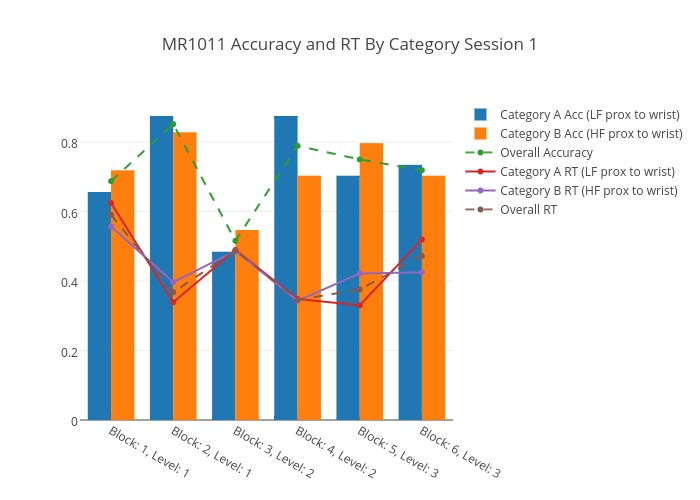 MR1011 Accuracy and RT By Category Session 1
Category A Acc (LF prox to wrist)
Category B Acc (HF prox to wrist)
Overall Accuracy
Category A RT (LF prox to wrist)
Category B RT (HF prox to wrist)
Overall RT
0.8
0.6
0.4
0.2
0
Block: 1, Level: 1
Block: 2, Level: 1
Block: 3, Level: 2
Block: 4, Level: 2
Block: 5, Level: 3
Block: 6, Level: 3